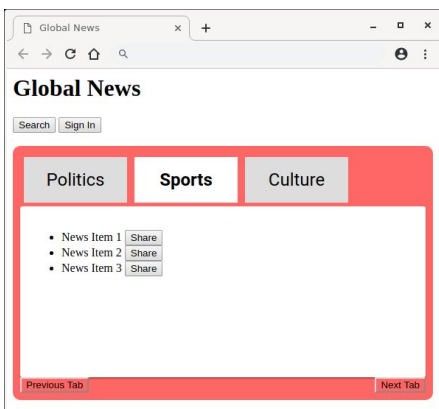 Global News
Global News
Search Sign In
Politics Sports Culture
News Item 1 Share
News Item 2 Share
News Item 3 Share
Previous Tab Next Tab